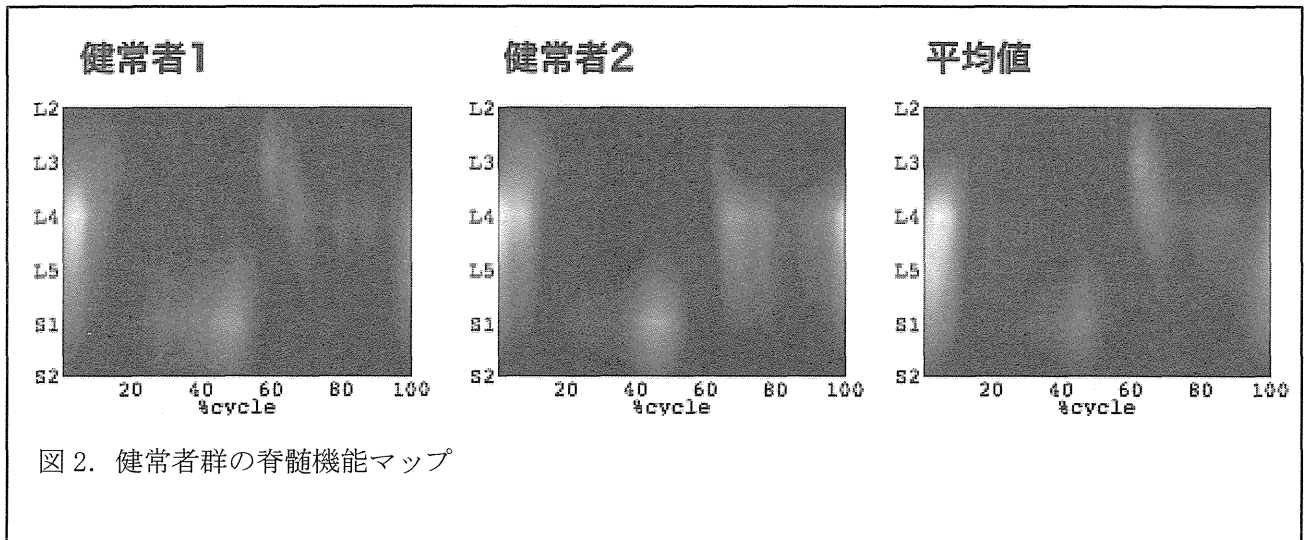 健常者1 健常者2 平均値
L2 L2 L2
L3 L3 L3
L4 L4 L4
L5 L5 L5
S1 S1 S1
S2 S2 S2
20 40 60 80 100 20 40 60 80 100 20 40 60 80 100
%cycle %cycle %cycle
図 2. 健常者群の脊髄機能マップ